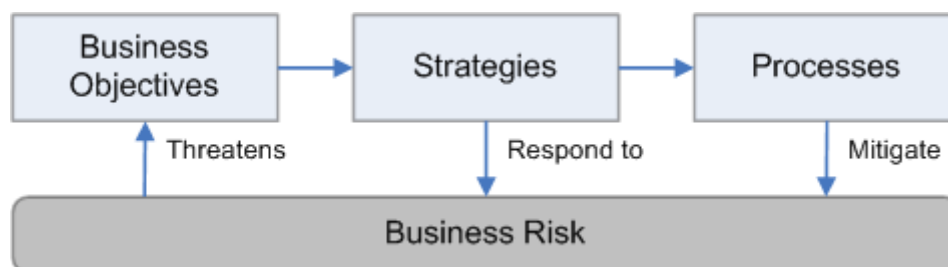 Business
Objectives
Strategies
Processes
Threatens
Respond to
Mitigate
Business Risk